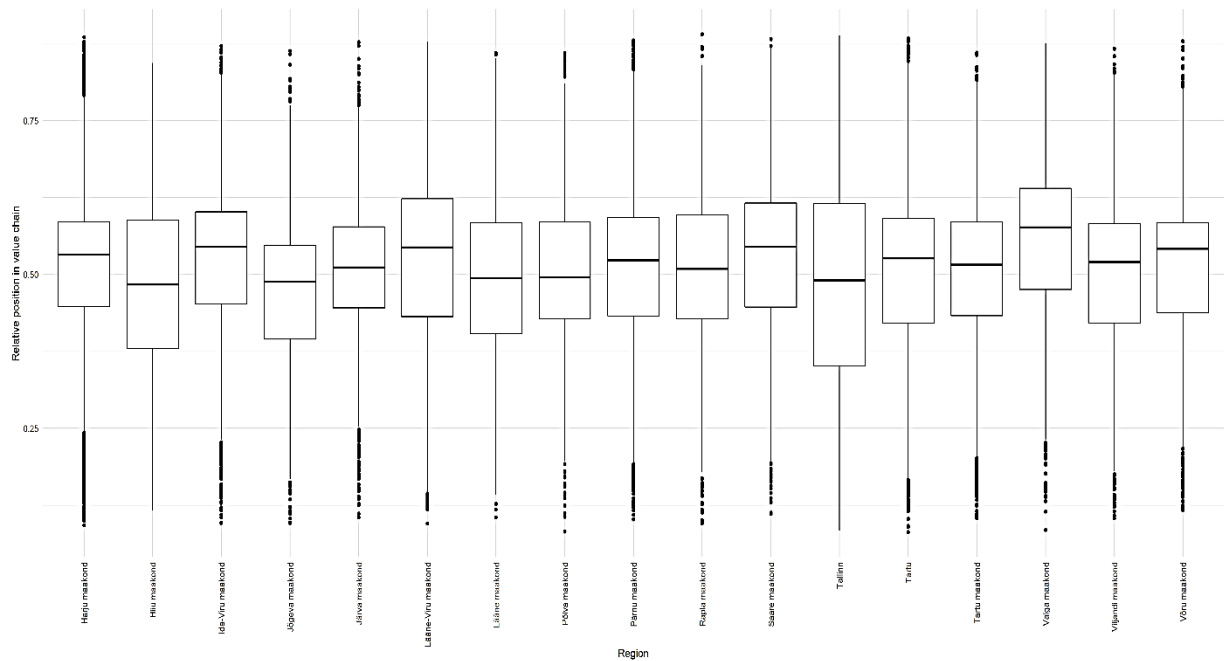 Relative position in value chain
0.75
0.50
0.25
Harju maakond
Hiiu maakond
Ida-Viru maakond
Jõgeva maakond
Järva maakond
Lääne-Viru maakond
Lääne maakond
Põlva maakond
Pärnu maakond
Rapla maakond
Saare maakond
Tallinn
Tartu
Tartu maakond
Valga maakond
Viljandi maakond
Võru maakond
Region